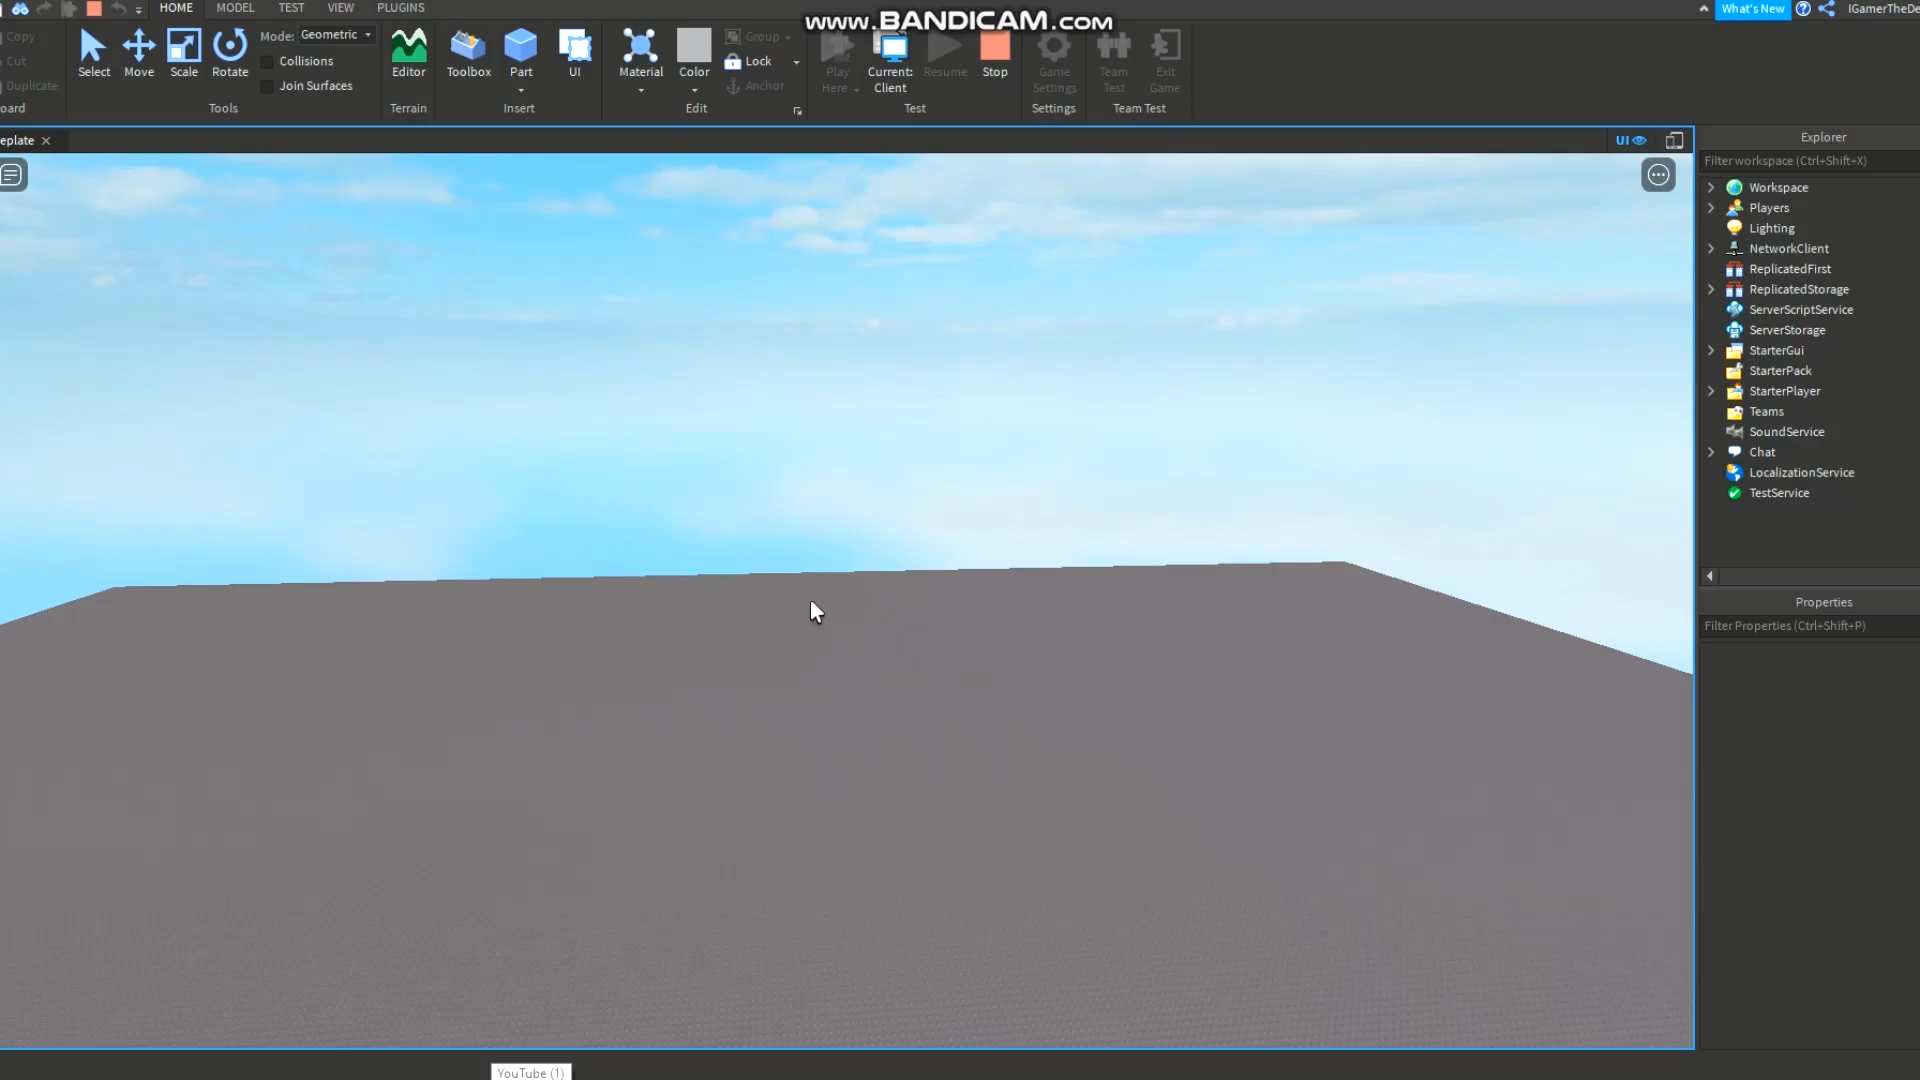 HOME MODEL TEST VIEW PLUGINS
www.BANDICAM.com
What's New
IGamerTheDe
Copy
Cut
Duplicate
oard
Select Move Scale Rotate
Mode: Geometric
Collisions
Join Surfaces
Tools
Editor
Terrain
Toolbox Part UI
Insert
Material Color
Group
Lock
Anchor
Edit
Play
Here
Current:
Client
Resume Stop
Test
Game
Settings
Settings
Team
Test
Exit
Game
Team Test
eplate
UI
Explorer
Filter workspace (Ctrl+Shift+X)
Workspace
Players
Lighting
NetworkClient
ReplicatedFirst
ReplicatedStorage
ServerScriptService
ServerStorage
StarterGui
StarterPack
StarterPlayer
Teams
SoundService
Chat
LocalizationService
TestService
Properties
Filter Properties (Ctrl+Shift+P)
YouTube (1)